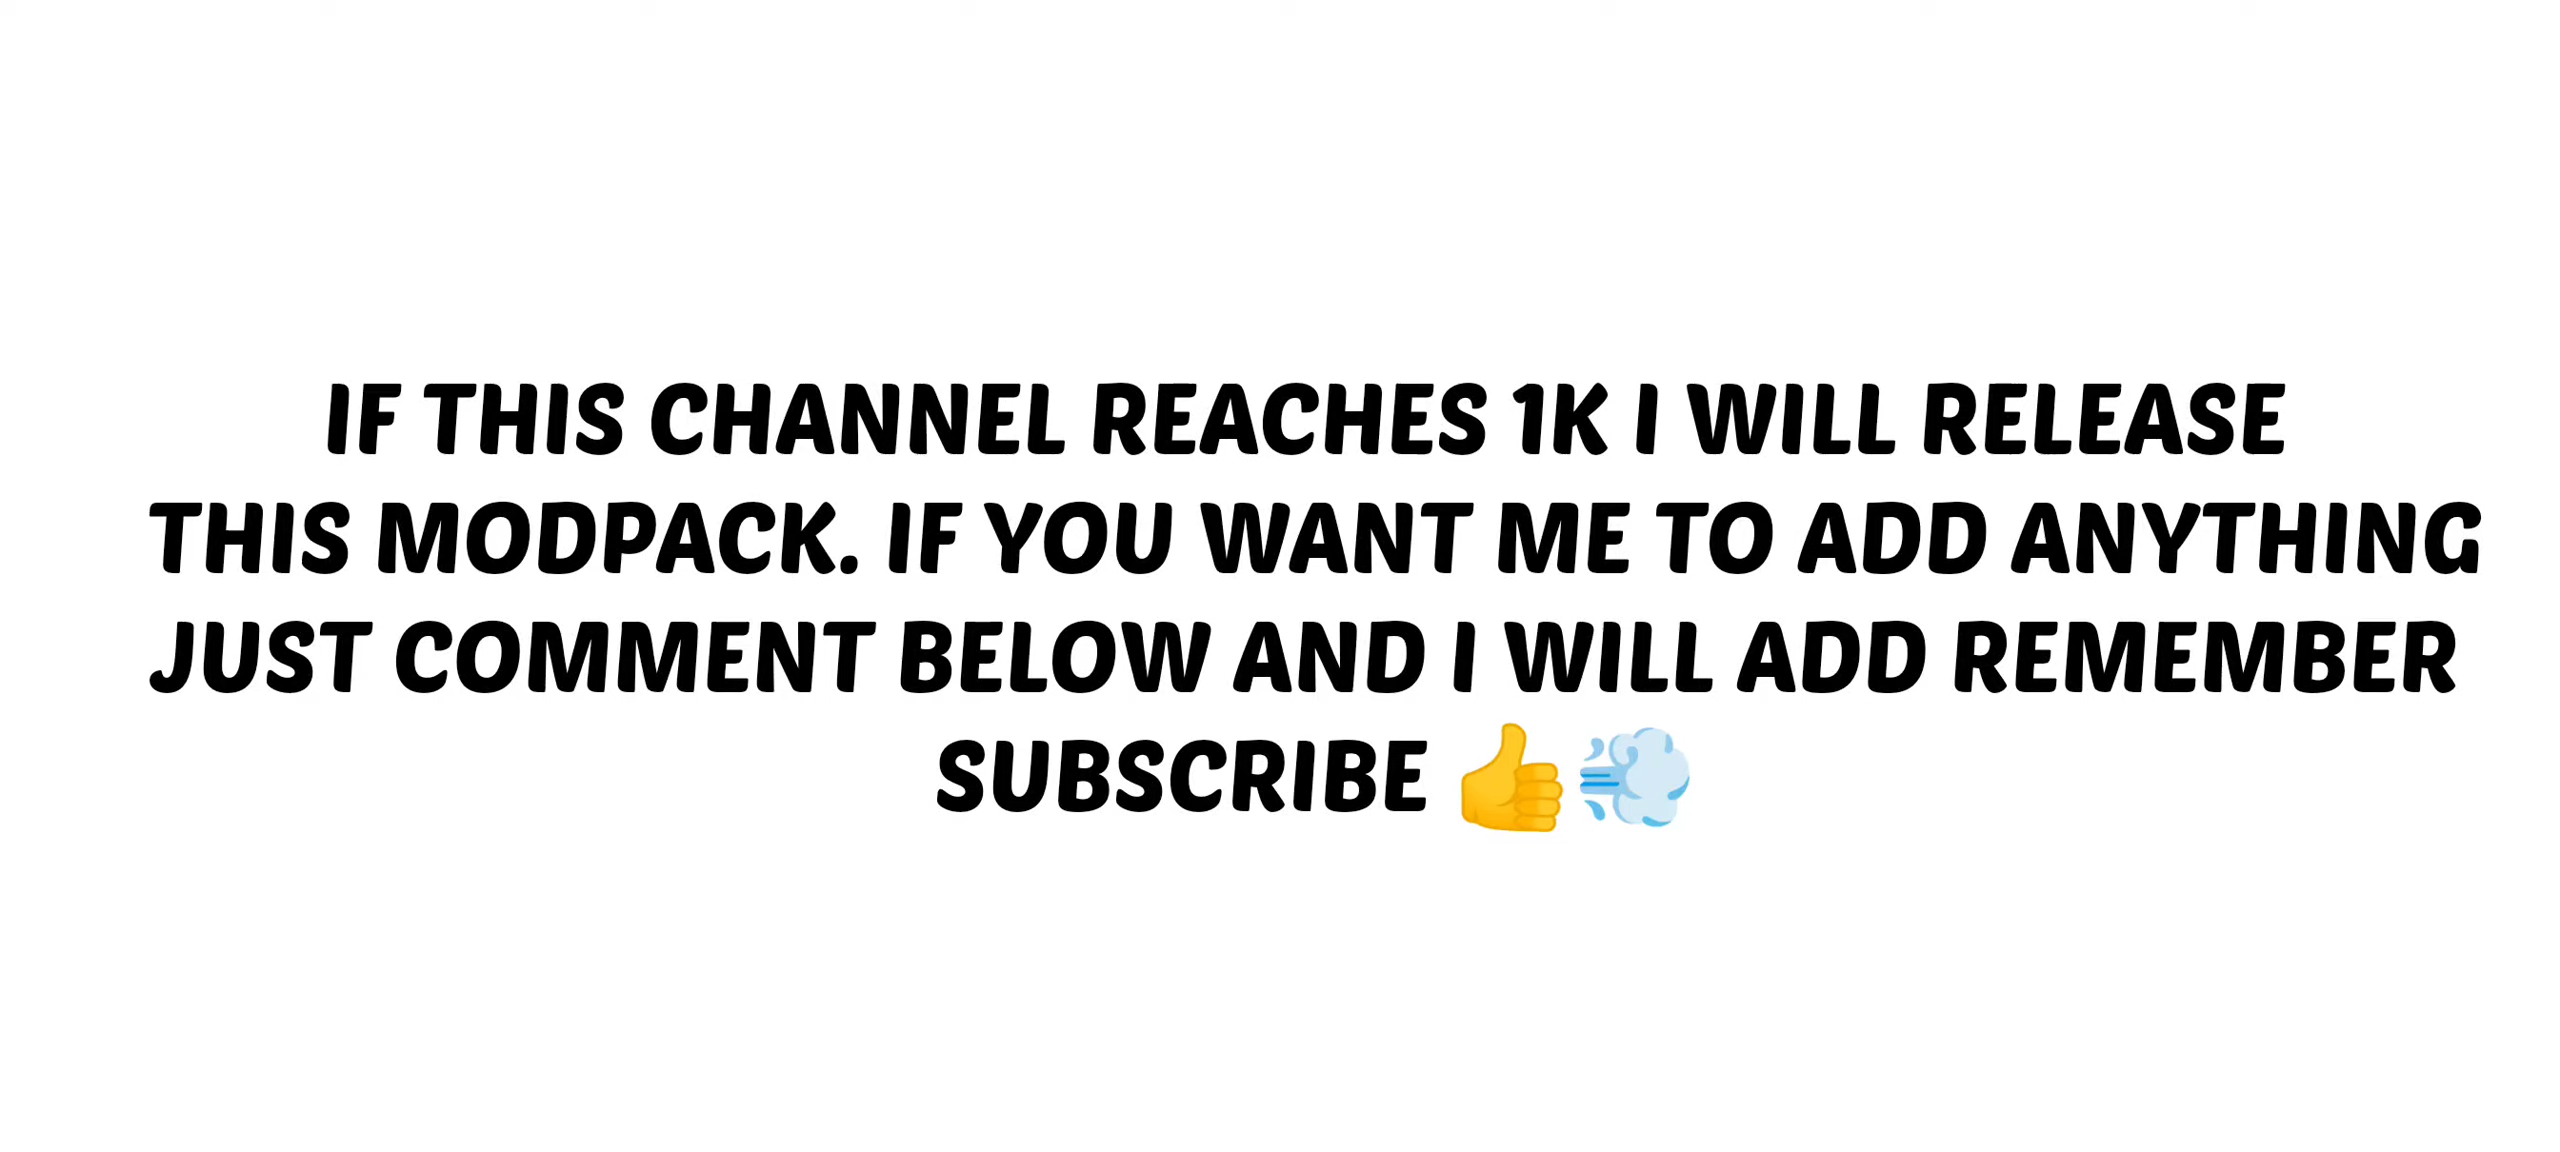 IF THIS CHANNEL REACHES 1K I WILL RELEASE
THIS MODPACK. IF YOU WANT ME TO ADD ANYTHING
JUST COMMENT BELOW AND I WILL ADD REMEMBER
SUBSCRIBE 👍💨